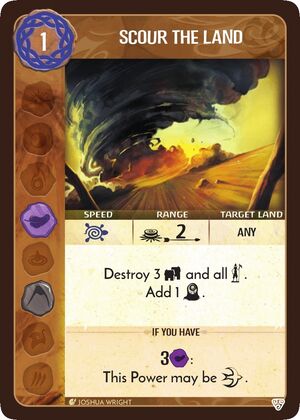 1
SCOUR THE LAND
SPEED RANGE TARGET LAND
2 ANY
Destroy 3 and all .
Add 1 .
IF YOU HAVE
3 :
This Power may be .
JOSHUA WRIGHT